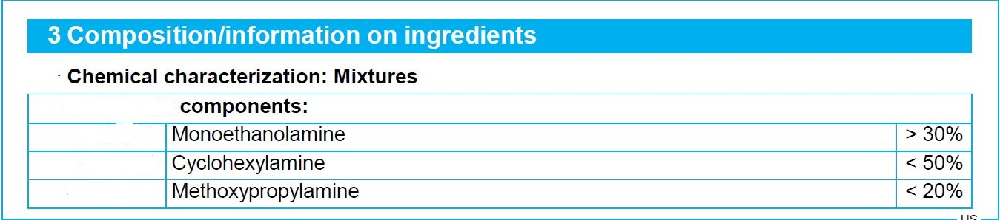 3 Composition/information on ingredients
· Chemical characterization: Mixtures
components:
Monoethanolamine > 30%
Cyclohexylamine < 50%
Methoxypropylamine < 20%
US